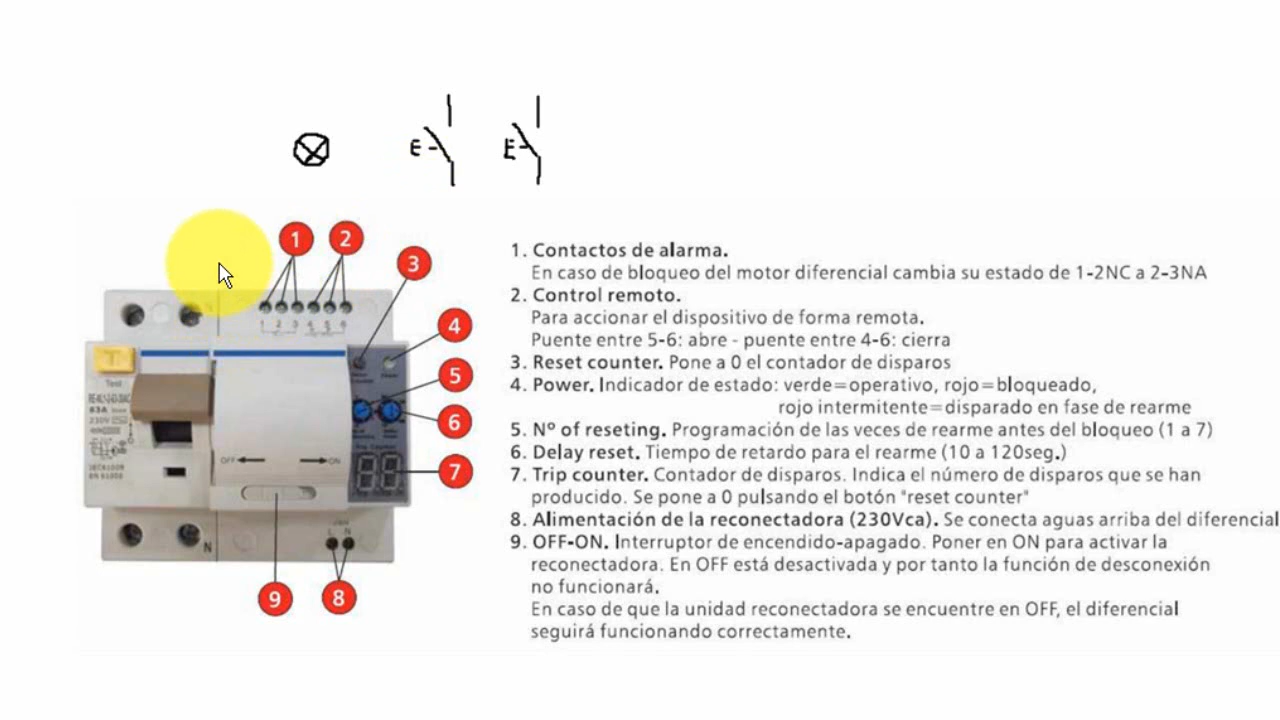 E
E
1
2
3
4
5
6
7
8
9
1 2 3 4 5 6
Test
63A
230V
OFF ON
L N
N
1. Contactos de alarma.
En caso de bloqueo del motor diferencial cambia su estado de 1-2NC a 2-3NA
2. Control remoto.
Para accionar el dispositivo de forma remota.
Puente entre 5-6: abre - puente entre 4-6: cierra
3. Reset counter. Pone a 0 el contador de disparos
4. Power. Indicador de estado: verde=operativo, rojo=bloqueado,
rojo intermitente=disparado en fase de rearme
5. Nº of reseting. Programación de las veces de rearme antes del bloqueo (1 a 7)
6. Delay reset. Tiempo de retardo para el rearme (10 a 120seg.)
7. Trip counter. Contador de disparos. Indica el número de disparos que se han
producido. Se pone a 0 pulsando el botón "reset counter"
8. Alimentación de la reconectadora (230Vca). Se conecta aguas arriba del diferencial
9. OFF-ON. Interruptor de encendido-apagado. Poner en ON para activar la
reconectadora. En OFF está desactivada y por tanto la función de desconexión
no funcionará.
En caso de que la unidad reconectadora se encuentre en OFF, el diferencial
seguirá funcionando correctamente.